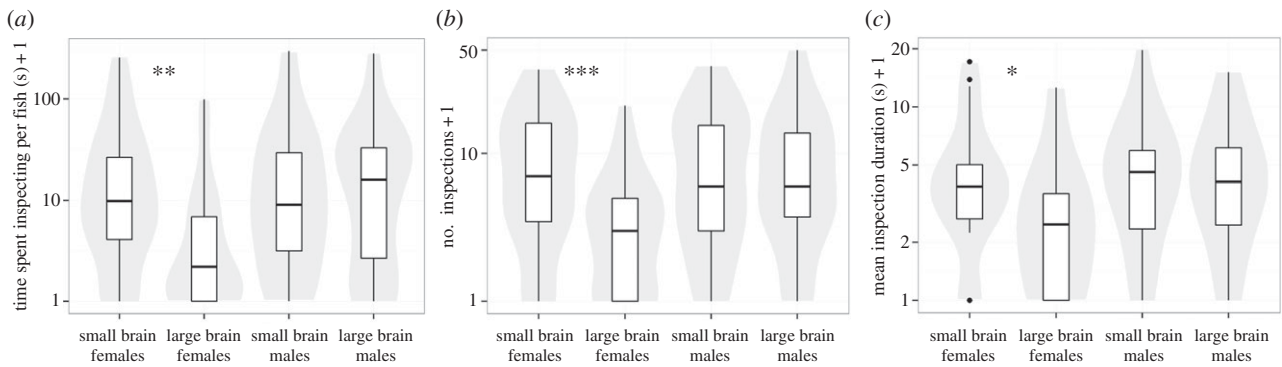 (a)
(b)
(c)
time spent inspecting per fish (s) + 1
100
10
1
**
small brain
females
large brain
females
small brain
males
large brain
males
no. inspections + 1
50
10
1
***
small brain
females
large brain
females
small brain
males
large brain
males
mean inspection duration (s) + 1
20
10
5
2
1
*
small brain
females
large brain
females
small brain
males
large brain
males